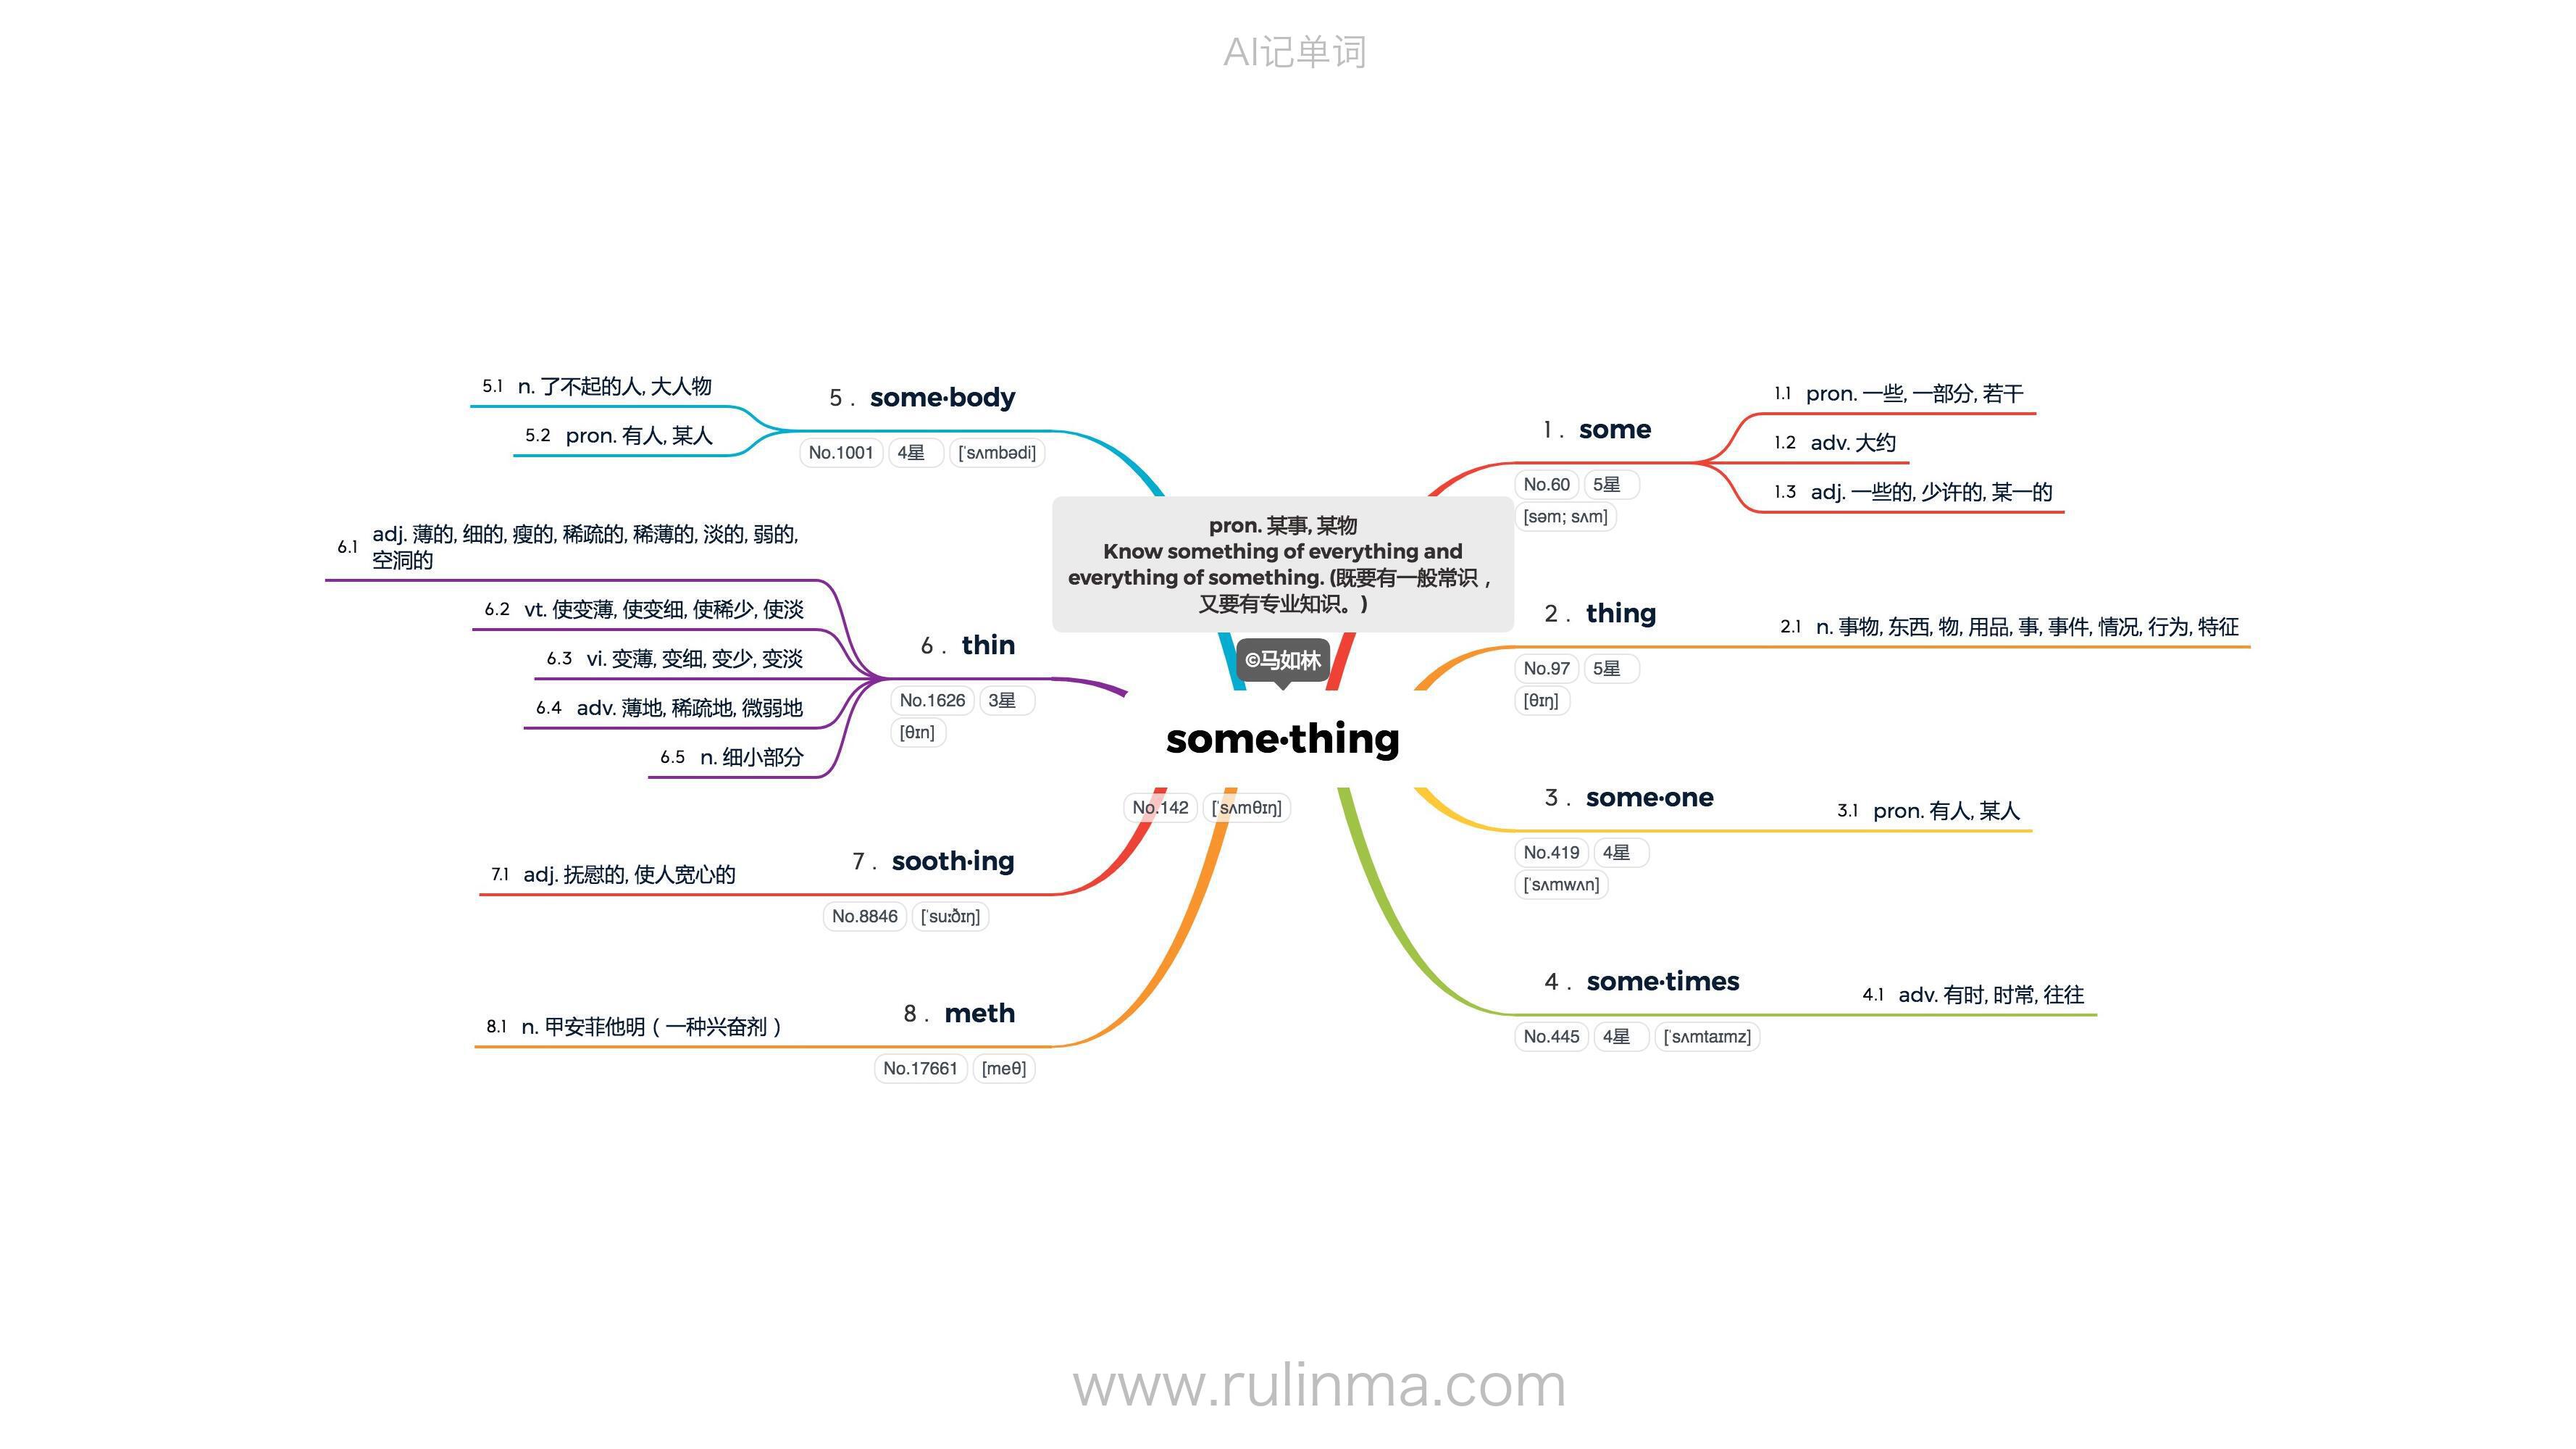 AI记单词
pron. 某事, 某物
Know something of everything and
everything of something. (既要有一般常识，
又要有专业知识。)
©马如林
some·thing
No.142 [ˈsʌmθɪŋ]
1. some
No.60 5星
[səm; sʌm]
1.1 pron. 一些, 一部分, 若干
1.2 adv. 大约
1.3 adj. 一些的, 少许的, 某一的
2. thing
No.97 5星
[θɪŋ]
2.1 n. 事物, 东西, 物, 用品, 事, 事件, 情况, 行为, 特征
3. some·one
No.419 4星
[ˈsʌmwʌn]
3.1 pron. 有人, 某人
4. some·times
No.445 4星 [ˈsʌmtaɪmz]
4.1 adv. 有时, 时常, 往往
5. some·body
No.1001 4星 [ˈsʌmbədi]
5.1 n. 了不起的人, 大人物
5.2 pron. 有人, 某人
6. thin
No.1626 3星
[θɪn]
6.1 adj. 薄的, 细的, 瘦的, 稀疏的, 稀薄的, 淡的, 弱的,
空洞的
6.2 vt. 使变薄, 使变细, 使稀少, 使淡
6.3 vi. 变薄, 变细, 变少, 变淡
6.4 adv. 薄地, 稀疏地, 微弱地
6.5 n. 细小部分
7. sooth·ing
No.8846 [ˈsuːðɪŋ]
7.1 adj. 抚慰的, 使人宽心的
8. meth
No.17661 [meθ]
8.1 n. 甲安菲他明（一种兴奋剂）
www.rulinma.com